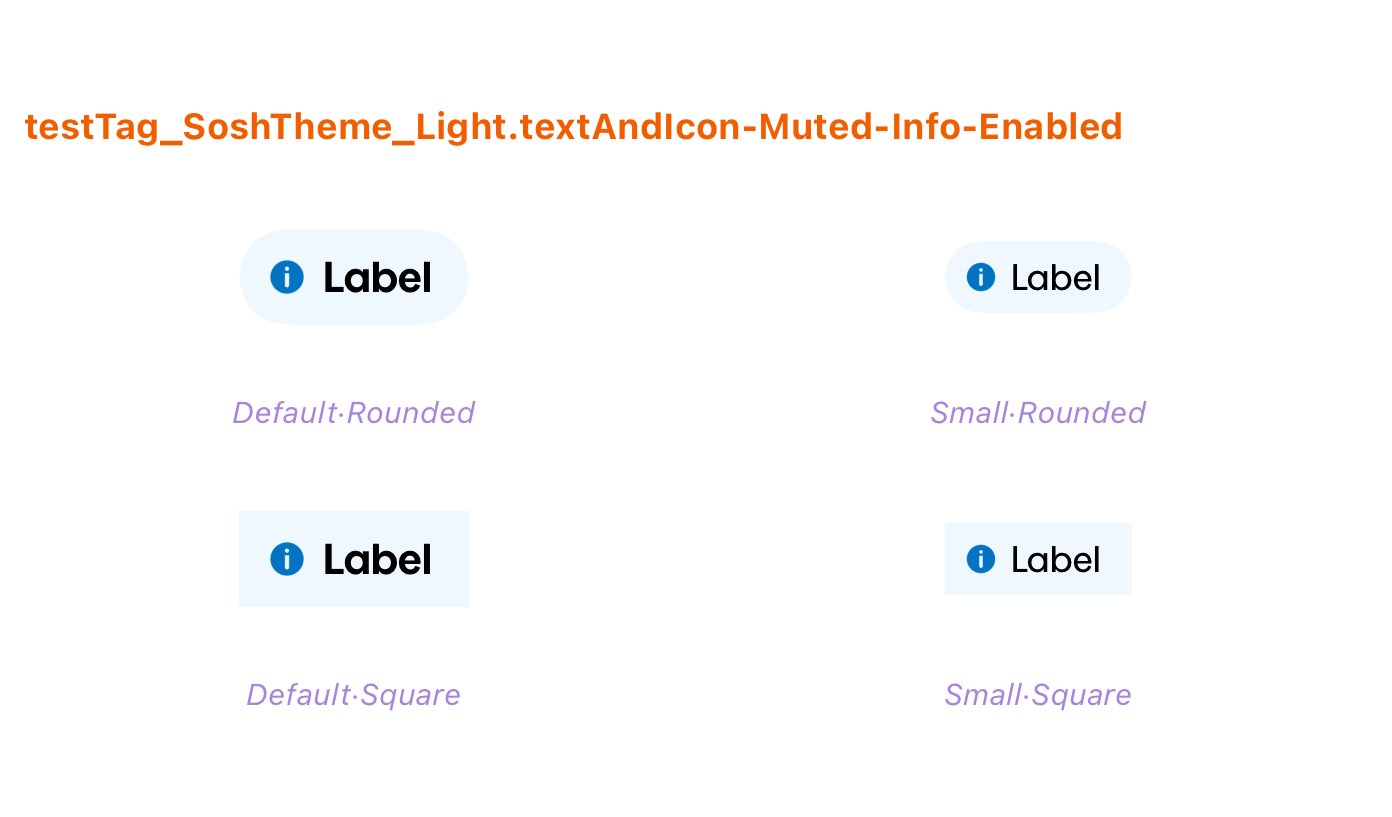 testTag_SoshTheme_Light.textAndIcon-Muted-Info-Enabled
Label
Label
Default·Rounded
Small·Rounded
Label
Label
Default·Square
Small·Square